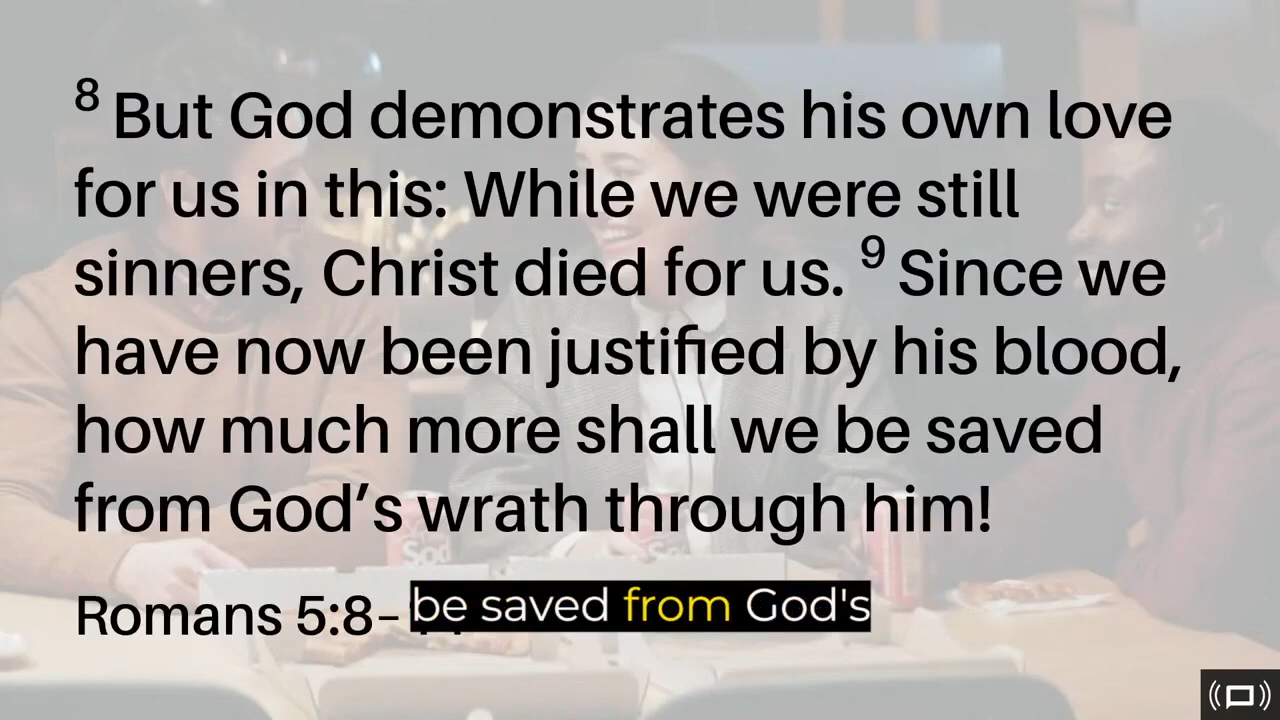 ⁸ But God demonstrates his own love
for us in this: While we were still
sinners, Christ died for us. ⁹ Since we
have now been justified by his blood,
how much more shall we be saved
from God’s wrath through him!
Romans 5:8–
be saved from God's